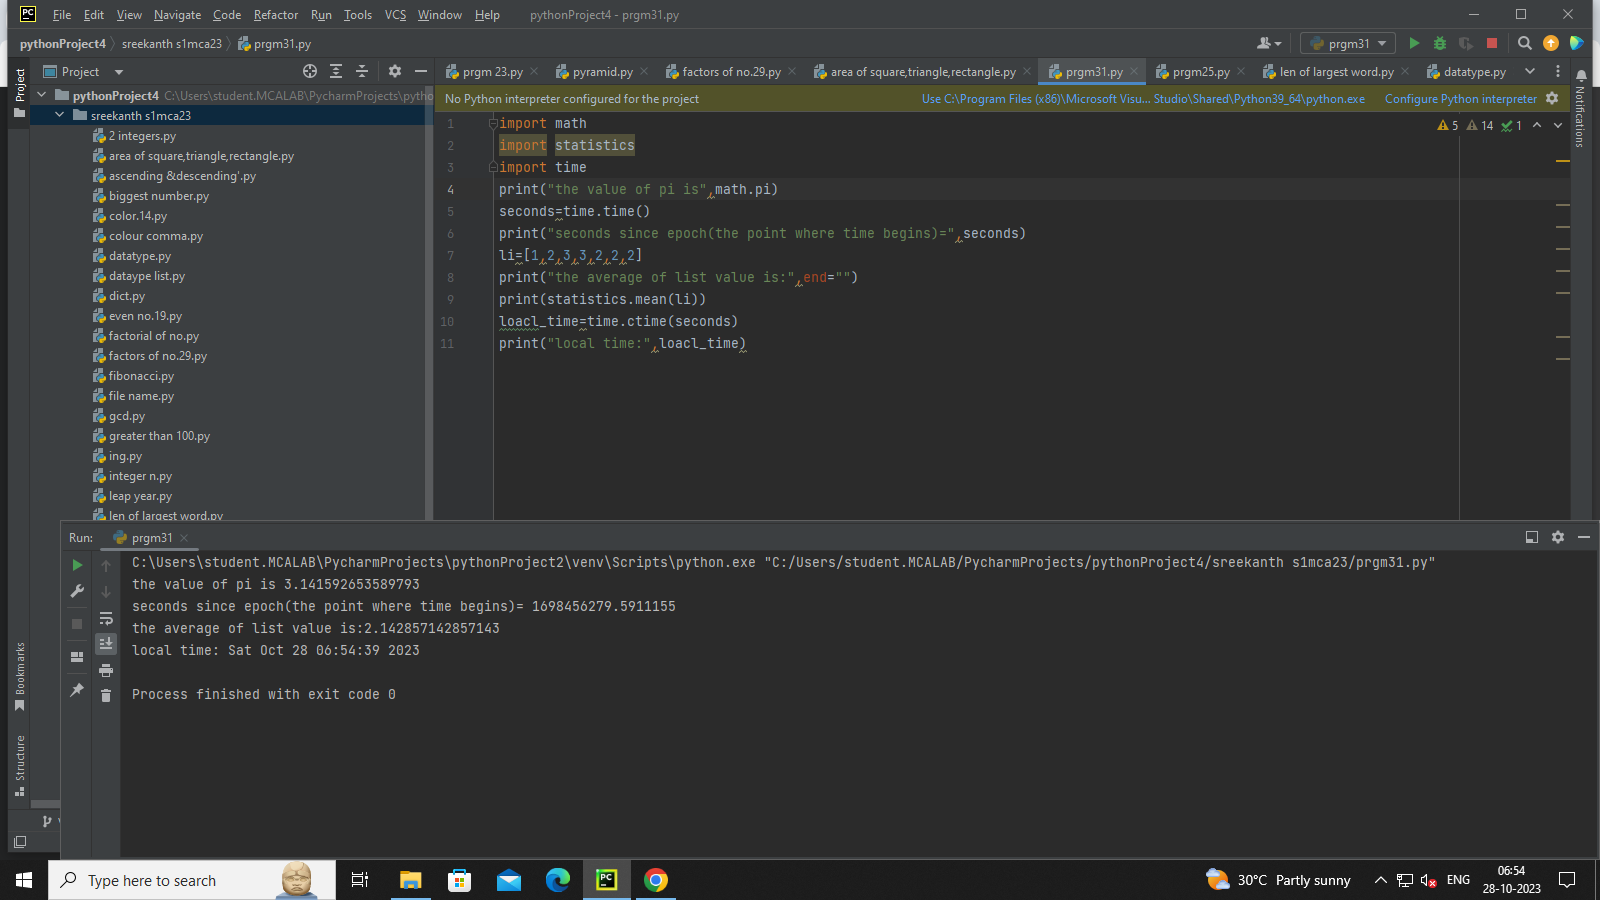 PC File Edit View Navigate Code Refactor Run Tools VCS Window Help pythonProject4 - prgm31.py
pythonProject4 sreekanth s1mca23 prgm31.py prgm31
Project
Project
prgm 23.py pyramid.py factors of no.29.py area of square,triangle,rectangle.py prgm31.py prgm25.py len of largest word.py datatype.py
No Python interpreter configured for the project Use C:\Program Files (x86)\Microsoft Visu... Studio\Shared\Python39_64\python.exe Configure Python interpreter
Notifications
5 14 1
pythonProject4 C:\Users\student.MCALAB\PycharmProjects\pytho
sreekanth s1mca23
2 integers.py
area of square,triangle,rectangle.py
ascending &descending'.py
biggest number.py
color.14.py
colour comma.py
datatype.py
dataype list.py
dict.py
even no.19.py
factorial of no.py
factors of no.29.py
fibonacci.py
file name.py
gcd.py
greater than 100.py
ing.py
integer n.py
leap year.py
len of largest word.py
1 import math
2 import statistics
3 import time
4 print("the value of pi is",math.pi)
5 seconds=time.time()
6 print("seconds since epoch(the point where time begins)=",seconds)
7 li=[1,2,3,3,2,2,2]
8 print("the average of list value is:",end="")
9 print(statistics.mean(li))
10 loacl_time=time.ctime(seconds)
11 print("local time:",loacl_time)
Run: prgm31
C:\Users\student.MCALAB\PycharmProjects\pythonProject2\venv\Scripts\python.exe "C:/Users/student.MCALAB/PycharmProjects/pythonProject4/sreekanth s1mca23/prgm31.py"
the value of pi is 3.141592653589793
seconds since epoch(the point where time begins)= 1698456279.5911155
the average of list value is:2.142857142857143
local time: Sat Oct 28 06:54:39 2023
Process finished with exit code 0
Bookmarks
Structure
Type here to search
PC
30°C Partly sunny
ENG
06:54
28-10-2023